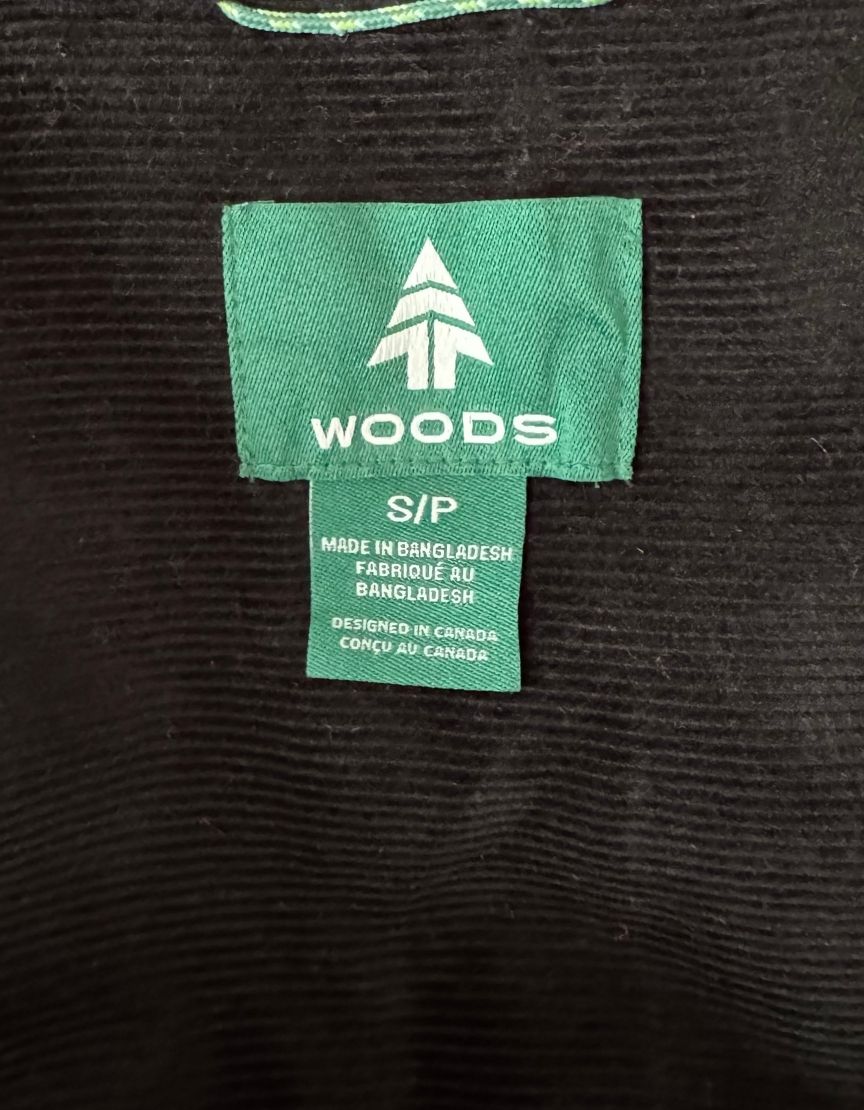 WOODS
S/P
MADE IN BANGLADESH
FABRIQUÉ AU
BANGLADESH
DESIGNED IN CANADA
CONÇU AU CANADA